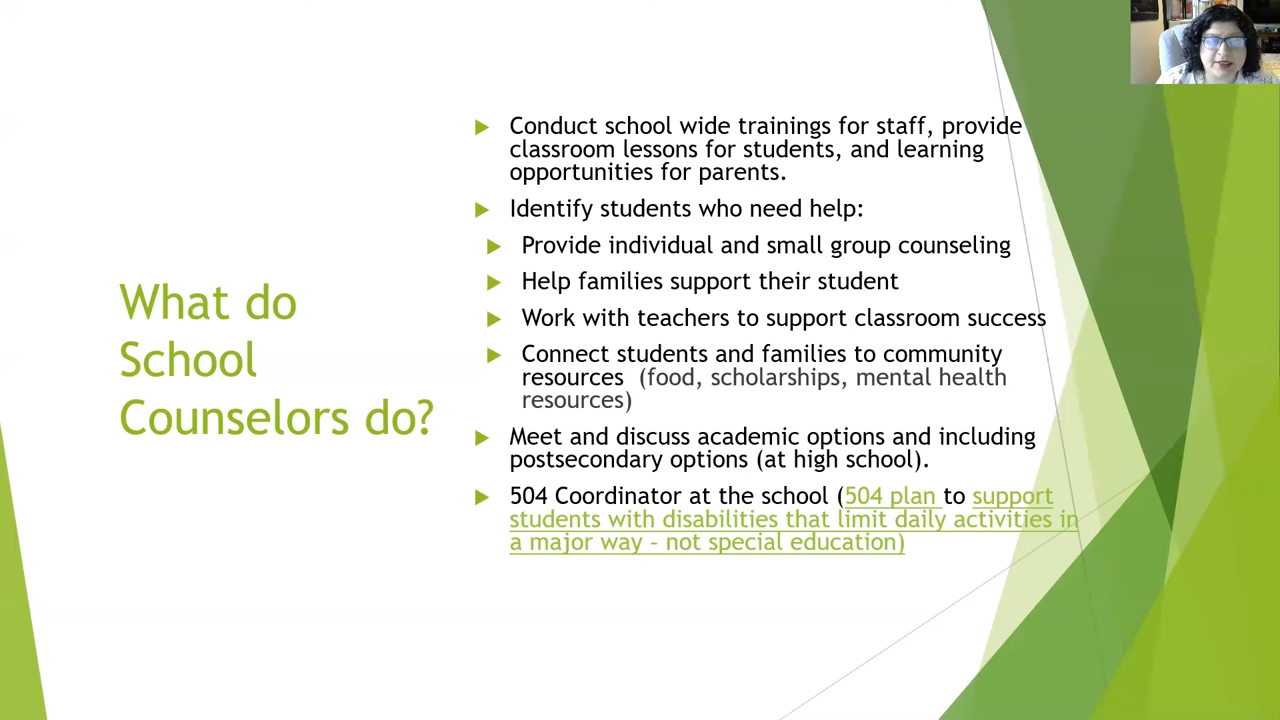 What do
School
Counselors do?
Conduct school wide trainings for staff, provide
classroom lessons for students, and learning
opportunities for parents.
Identify students who need help:
Provide individual and small group counseling
Help families support their student
Work with teachers to support classroom success
Connect students and families to community
resources (food, scholarships, mental health
resources)
Meet and discuss academic options and including
postsecondary options (at high school).
504 Coordinator at the school (504 plan to support
students with disabilities that limit daily activities in
a major way – not special education)